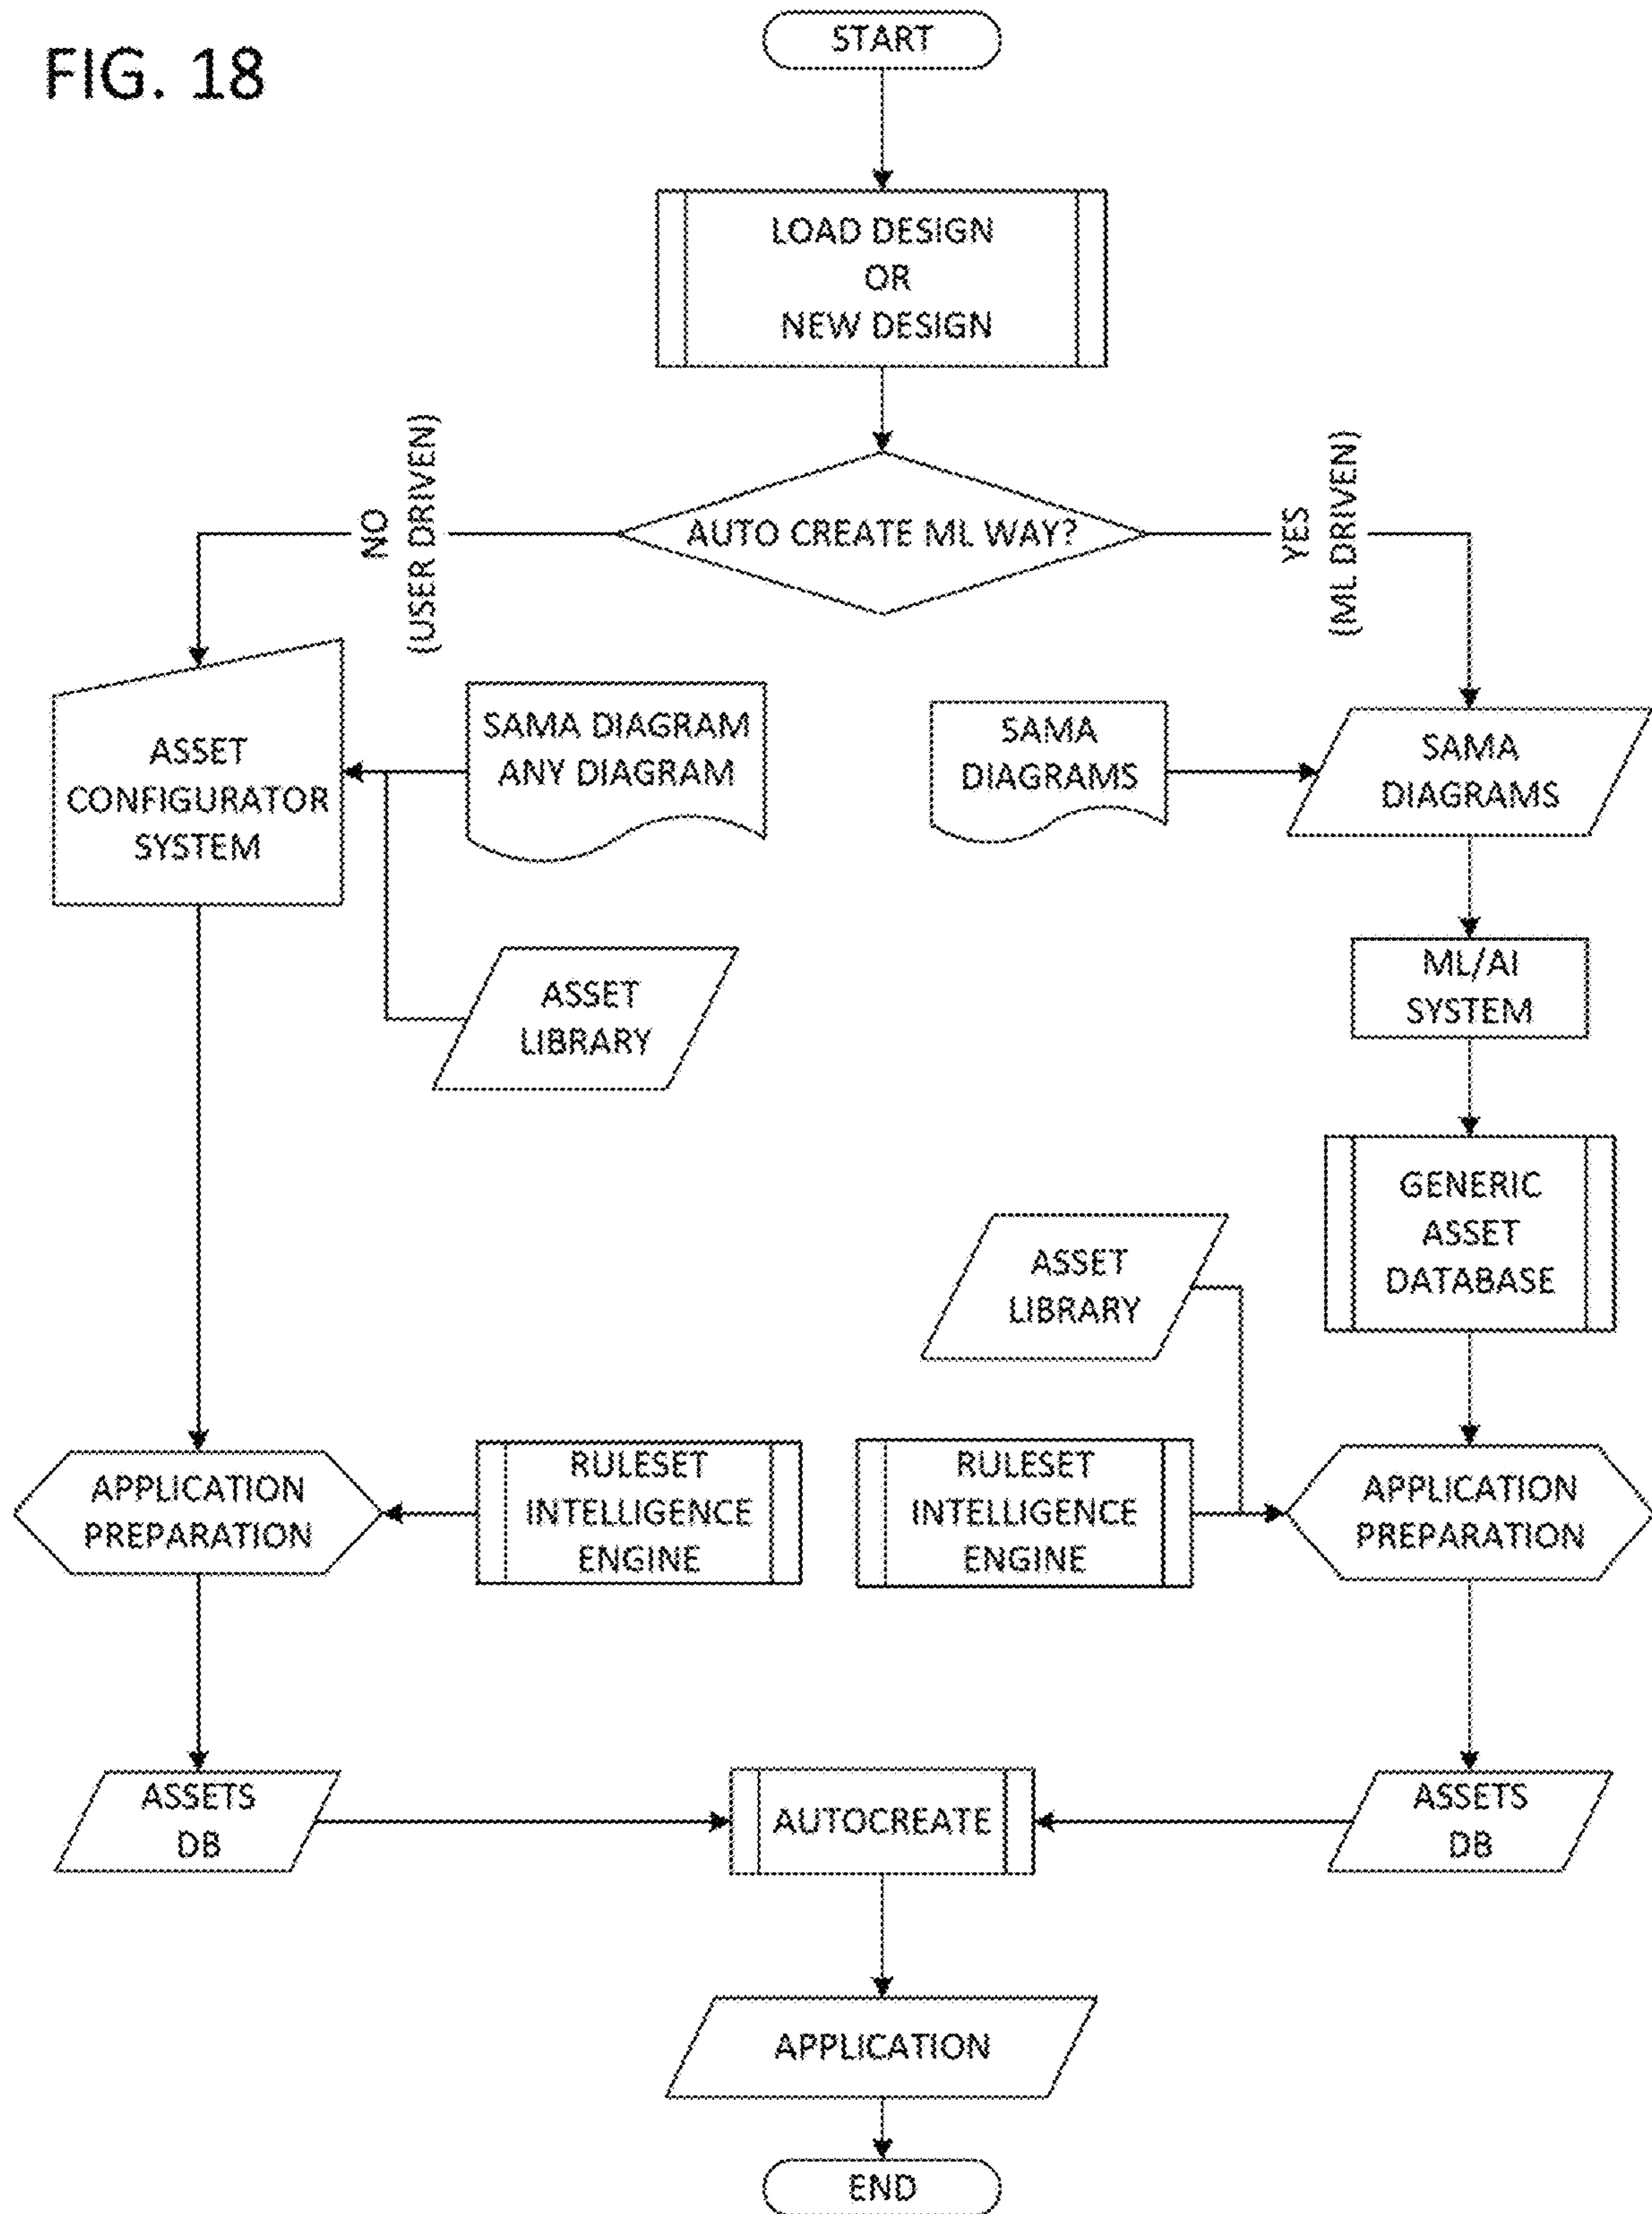 FIG. 18
START
LOAD DESIGN
OR
NEW DESIGN
AUTO CREATE ML WAY?
NO
(USER DRIVEN)
YES
(ML DRIVEN)
ASSET
CONFIGURATOR
SYSTEM
SAMA DIAGRAM
ANY DIAGRAM
SAMA
DIAGRAMS
SAMA
DIAGRAMS
ASSET
LIBRARY
ML/AI
SYSTEM
GENERIC
ASSET
DATABASE
ASSET
LIBRARY
APPLICATION
PREPARATION
RULESET
INTELLIGENCE
ENGINE
RULESET
INTELLIGENCE
ENGINE
APPLICATION
PREPARATION
ASSETS
DB
AUTOCREATE
ASSETS
DB
APPLICATION
END